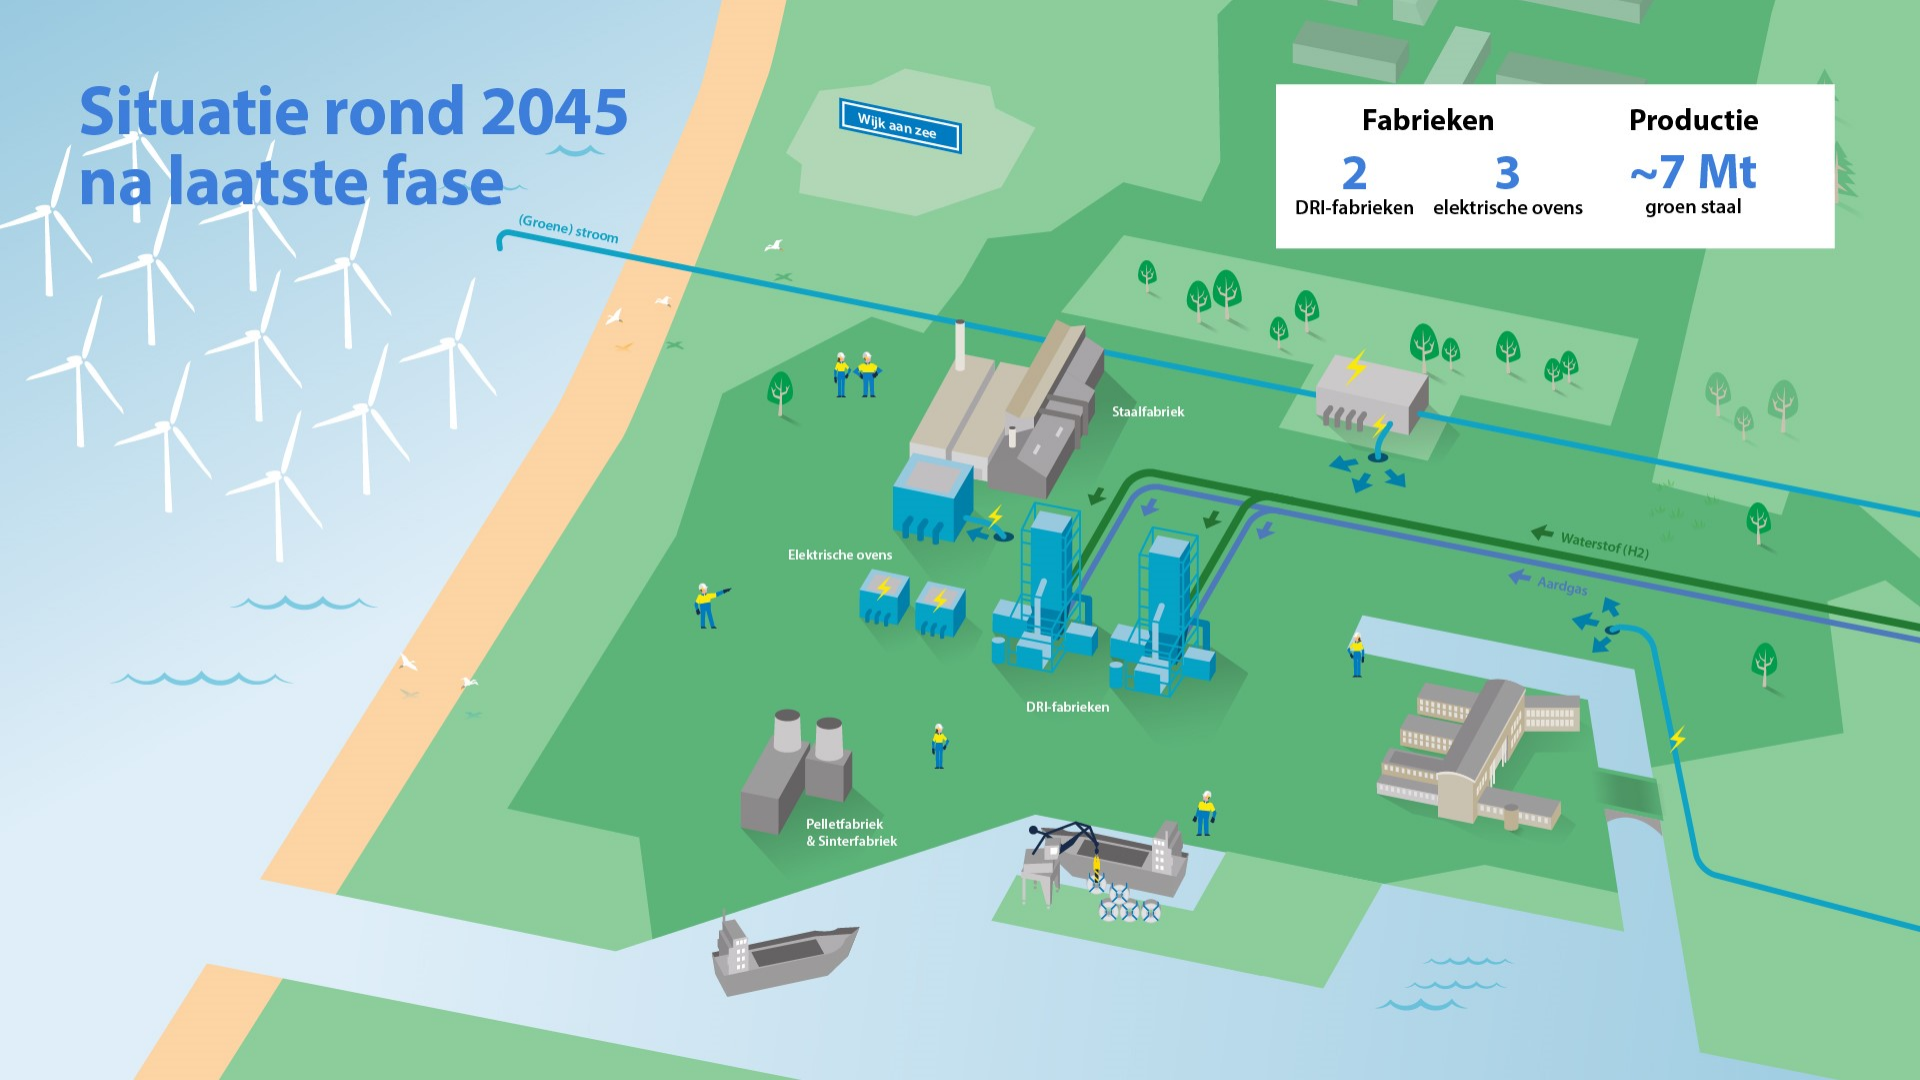 Situatie rond 2045
na laatste fase
Wijk aan zee
Fabrieken
Productie
2
3
~7 Mt
DRI-fabrieken
elektrische ovens
groen staal
(Groene) stroom
Staalfabriek
Elektrische ovens
Waterstof (H2)
Aardgas
DRI-fabrieken
Pelletfabriek
& Sinterfabriek